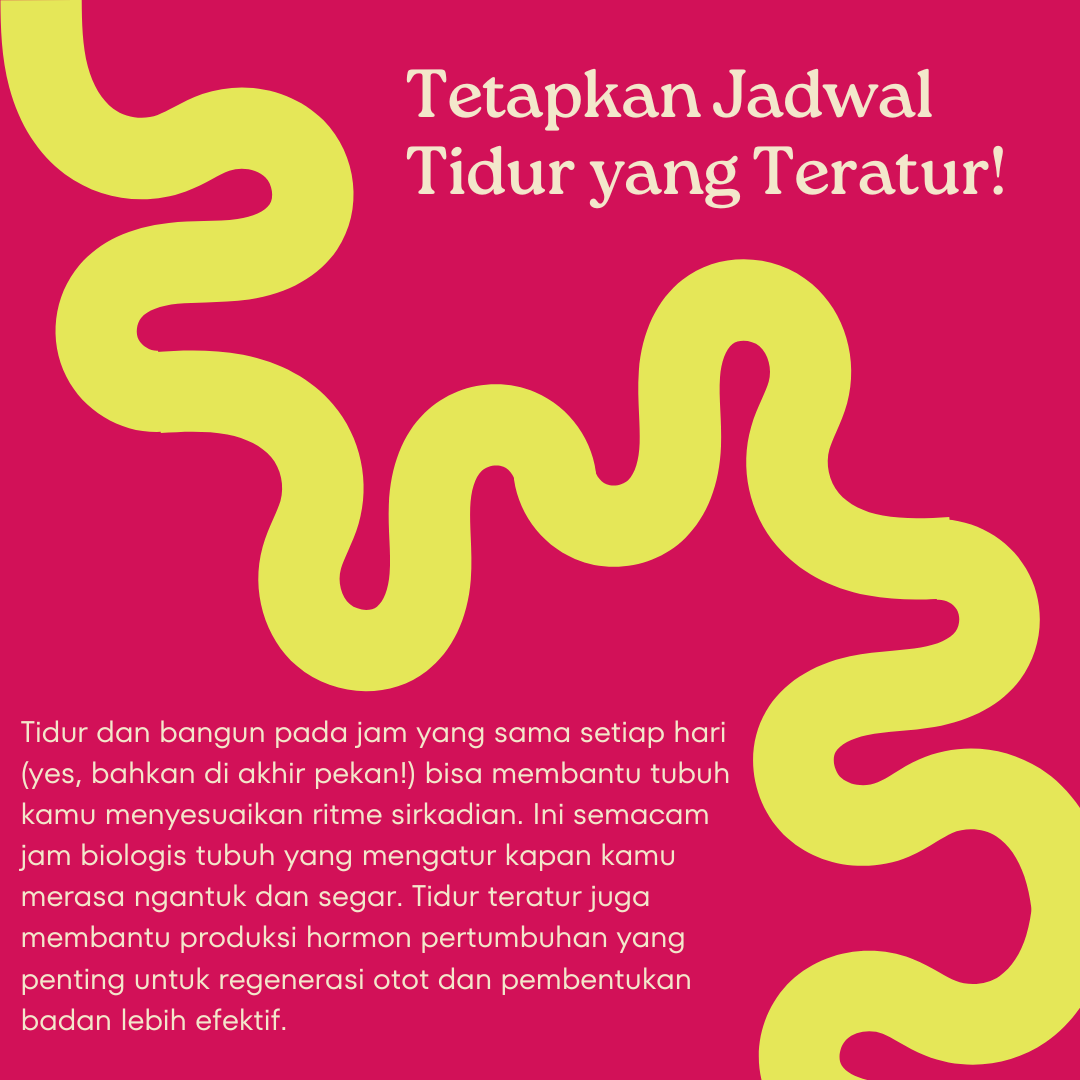 Tetapkan Jadwal
Tidur yang Teratur!
Tidur dan bangun pada jam yang sama setiap hari
(yes, bahkan di akhir pekan!) bisa membantu tubuh
kamu menyesuaikan ritme sirkadian. Ini semacam
jam biologis tubuh yang mengatur kapan kamu
merasa ngantuk dan segar. Tidur teratur juga
membantu produksi hormon pertumbuhan yang
penting untuk regenerasi otot dan pembentukan
badan lebih efektif.